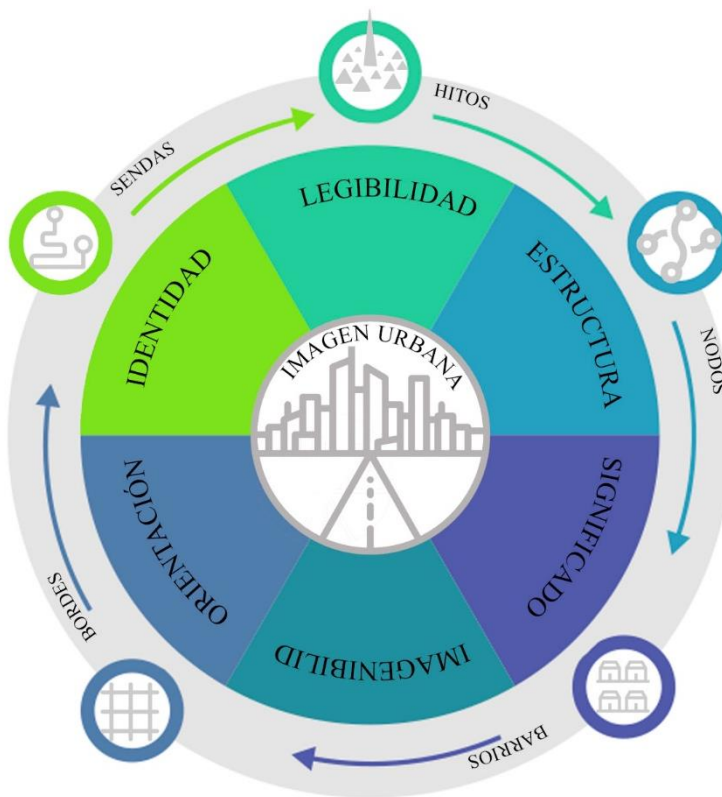 HITOS
SENDAS
LEGIBILIDAD
IDENTIDAD
ESTRUCTURA
IMAGEN URBANA
NODOS
ORIENTACIÓN
SIGNIFICADO
IMAGENIBILID
BORDES
BARRIOS